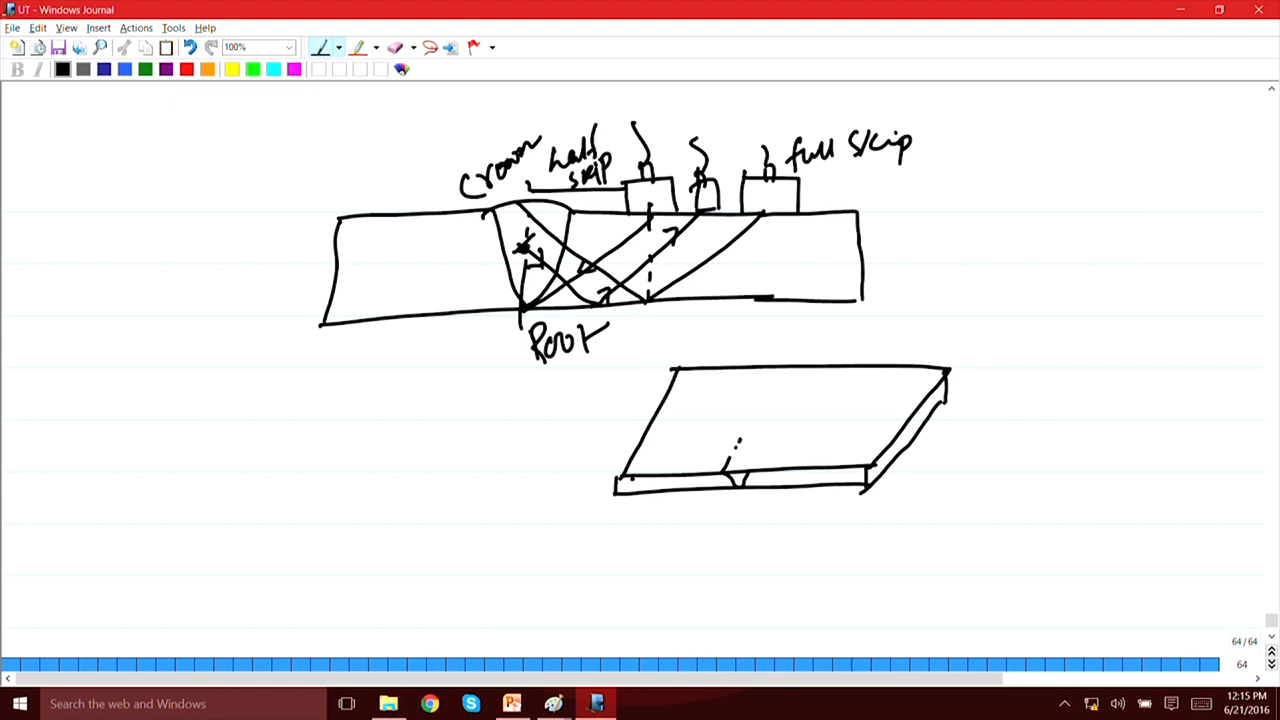 UT - Windows Journal
File Edit View Insert Actions Tools Help
100%
B I
Crown
half
skip
full skip
Root
64 / 64
64
Search the web and Windows
12:15 PM
6/21/2016